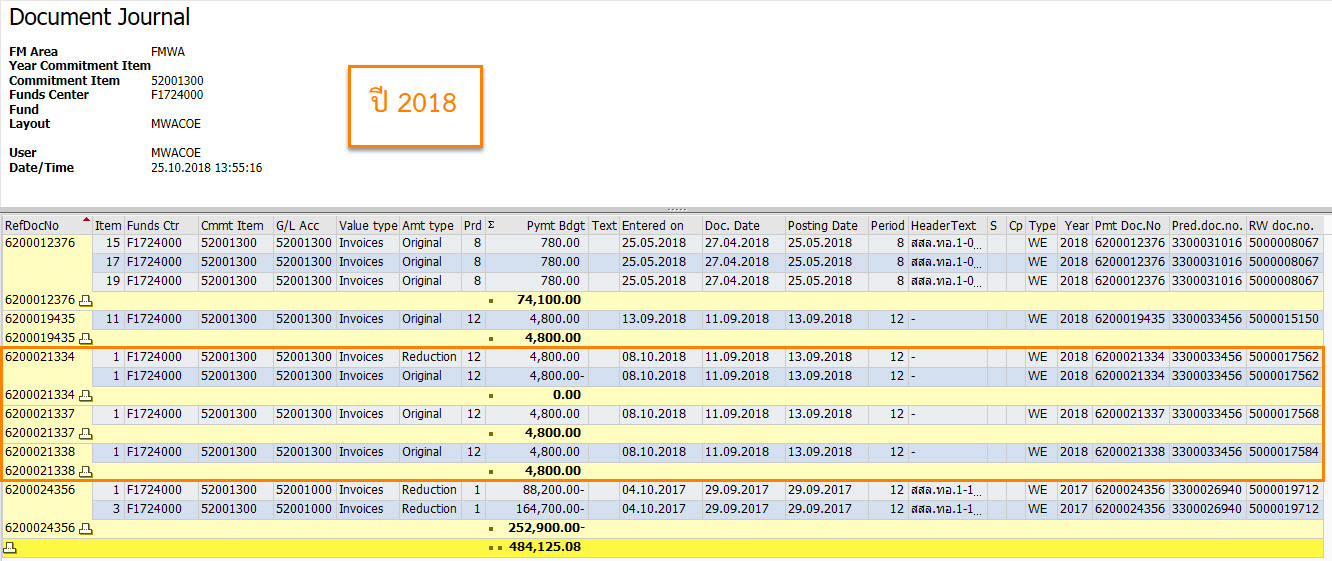 Document Journal
FM Area FMWA
Year Commitment Item
Commitment Item 52001300
Funds Center F1724000
Fund
Layout MWACOE
User MWACOE
Date/Time 25.10.2018 13:55:16
ปี 2018
RefDocNo Item Funds Ctr Cmmt Item G/L Acc Value type Amt type Prd Σ Pymt Bdgt Text Entered on Doc. Date Posting Date Period HeaderText S Cp Type Year Pmt Doc.No Pred.doc.no. RW doc.no.
6200012376 15 F1724000 52001300 52001300 Invoices Original 8 780.00 25.05.2018 27.04.2018 25.05.2018 8 สสล.ทอ.1-0... WE 2018 6200012376 3300031016 5000008067
17 F1724000 52001300 52001300 Invoices Original 8 780.00 25.05.2018 27.04.2018 25.05.2018 8 สสล.ทอ.1-0... WE 2018 6200012376 3300031016 5000008067
19 F1724000 52001300 52001300 Invoices Original 8 780.00 25.05.2018 27.04.2018 25.05.2018 8 สสล.ทอ.1-0... WE 2018 6200012376 3300031016 5000008067
6200012376 74,100.00
6200019435 11 F1724000 52001300 52001300 Invoices Original 12 4,800.00 13.09.2018 11.09.2018 13.09.2018 12 - WE 2018 6200019435 3300033456 5000015150
6200019435 4,800.00
6200021334 1 F1724000 52001300 52001300 Invoices Reduction 12 4,800.00 08.10.2018 11.09.2018 13.09.2018 12 - WE 2018 6200021334 3300033456 5000017562
1 F1724000 52001300 52001300 Invoices Original 12 4,800.00- 08.10.2018 11.09.2018 13.09.2018 12 - WE 2018 6200021334 3300033456 5000017562
6200021334 0.00
6200021337 1 F1724000 52001300 52001300 Invoices Original 12 4,800.00 08.10.2018 11.09.2018 13.09.2018 12 - WE 2018 6200021337 3300033456 5000017568
6200021337 4,800.00
6200021338 1 F1724000 52001300 52001300 Invoices Original 12 4,800.00 08.10.2018 11.09.2018 13.09.2018 12 - WE 2018 6200021338 3300033456 5000017584
6200021338 4,800.00
6200024356 1 F1724000 52001300 52001000 Invoices Reduction 1 88,200.00- 04.10.2017 29.09.2017 29.09.2017 12 สสล.ทอ.1-1... WE 2017 6200024356 3300026940 5000019712
3 F1724000 52001300 52001000 Invoices Reduction 1 164,700.00- 04.10.2017 29.09.2017 29.09.2017 12 สสล.ทอ.1-1... WE 2017 6200024356 3300026940 5000019712
6200024356 252,900.00-
484,125.08